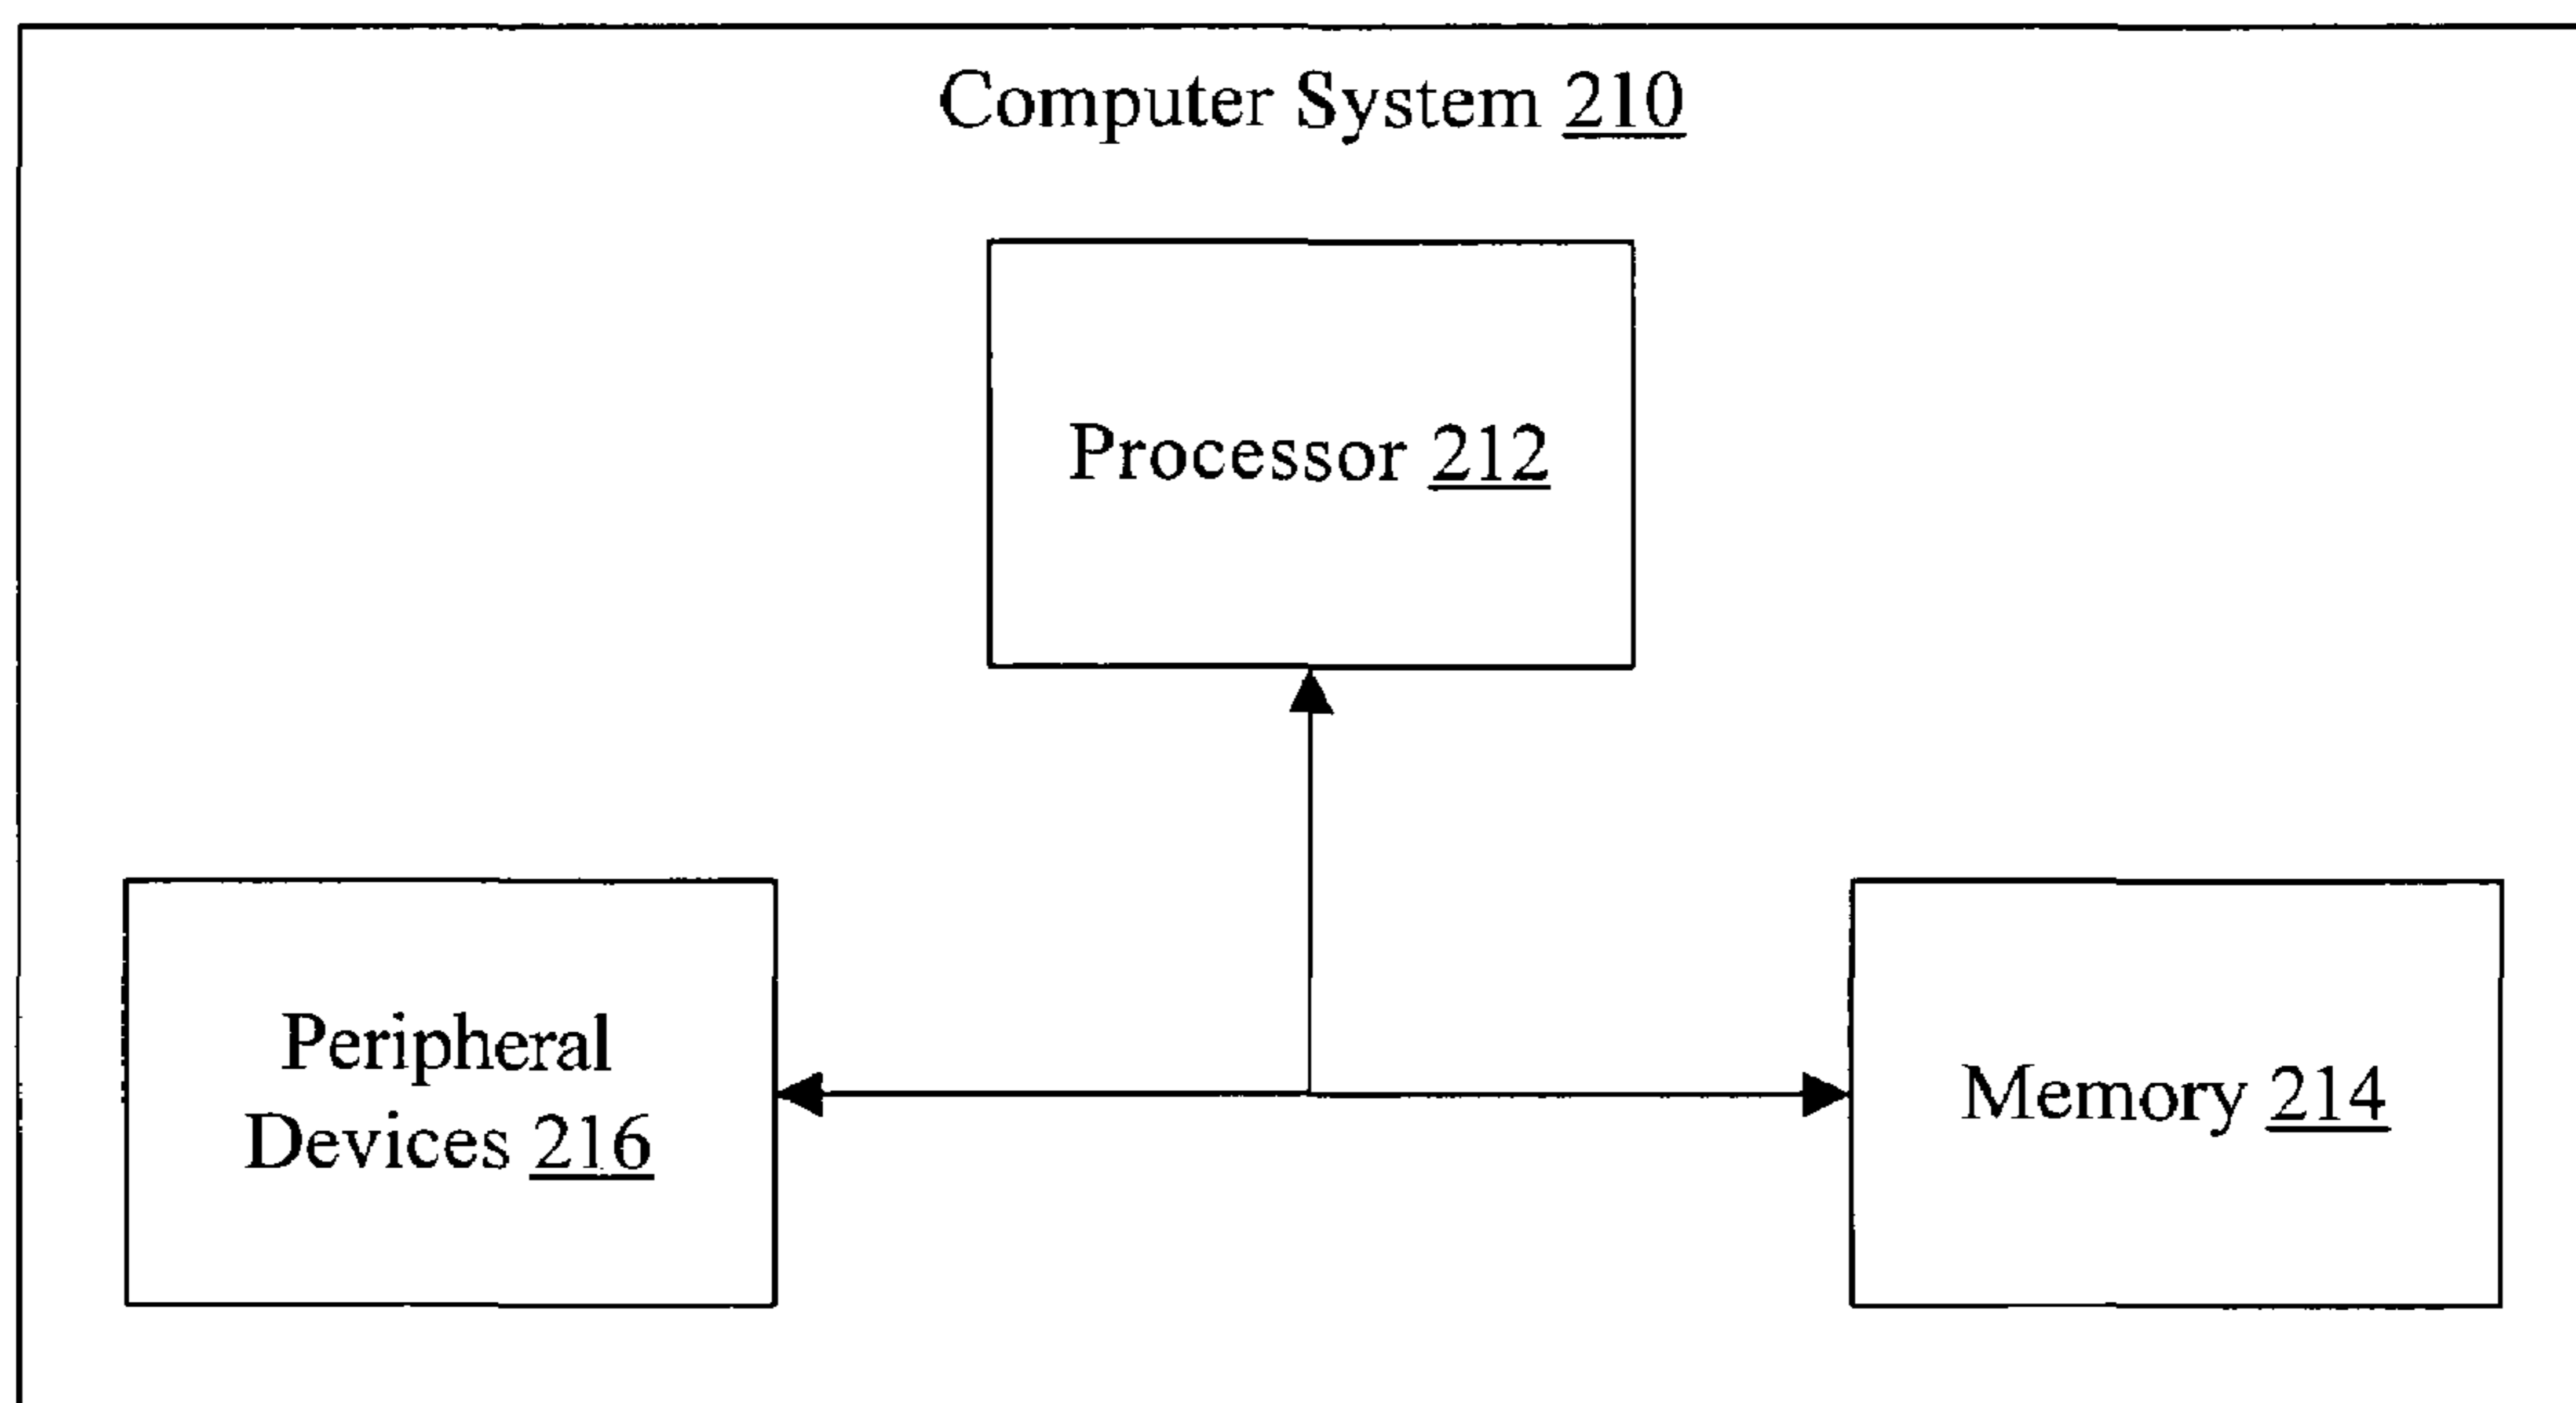 Computer System 210
Processor 212
Peripheral
Devices 216
Memory 214